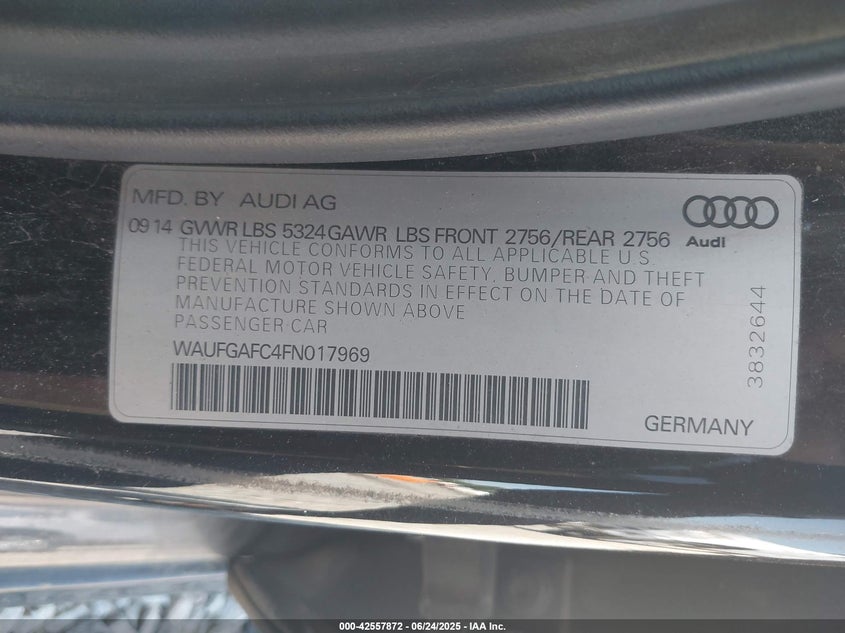 MFD. BY AUDI AG
09 14 GVWR LBS 5324 GAWR LBS FRONT 2756/REAR 2756
Audi
THIS VEHICLE CONFORMS TO ALL APPLICABLE U.S.
FEDERAL MOTOR VEHICLE SAFETY, BUMPER AND THEFT
PREVENTION STANDARDS IN EFFECT ON THE DATE OF
MANUFACTURE SHOWN ABOVE
PASSENGER CAR
WAUFGAFC4FN017969
3832644
GERMANY
000-42557872 - 06/24/2025 - IAA Inc.